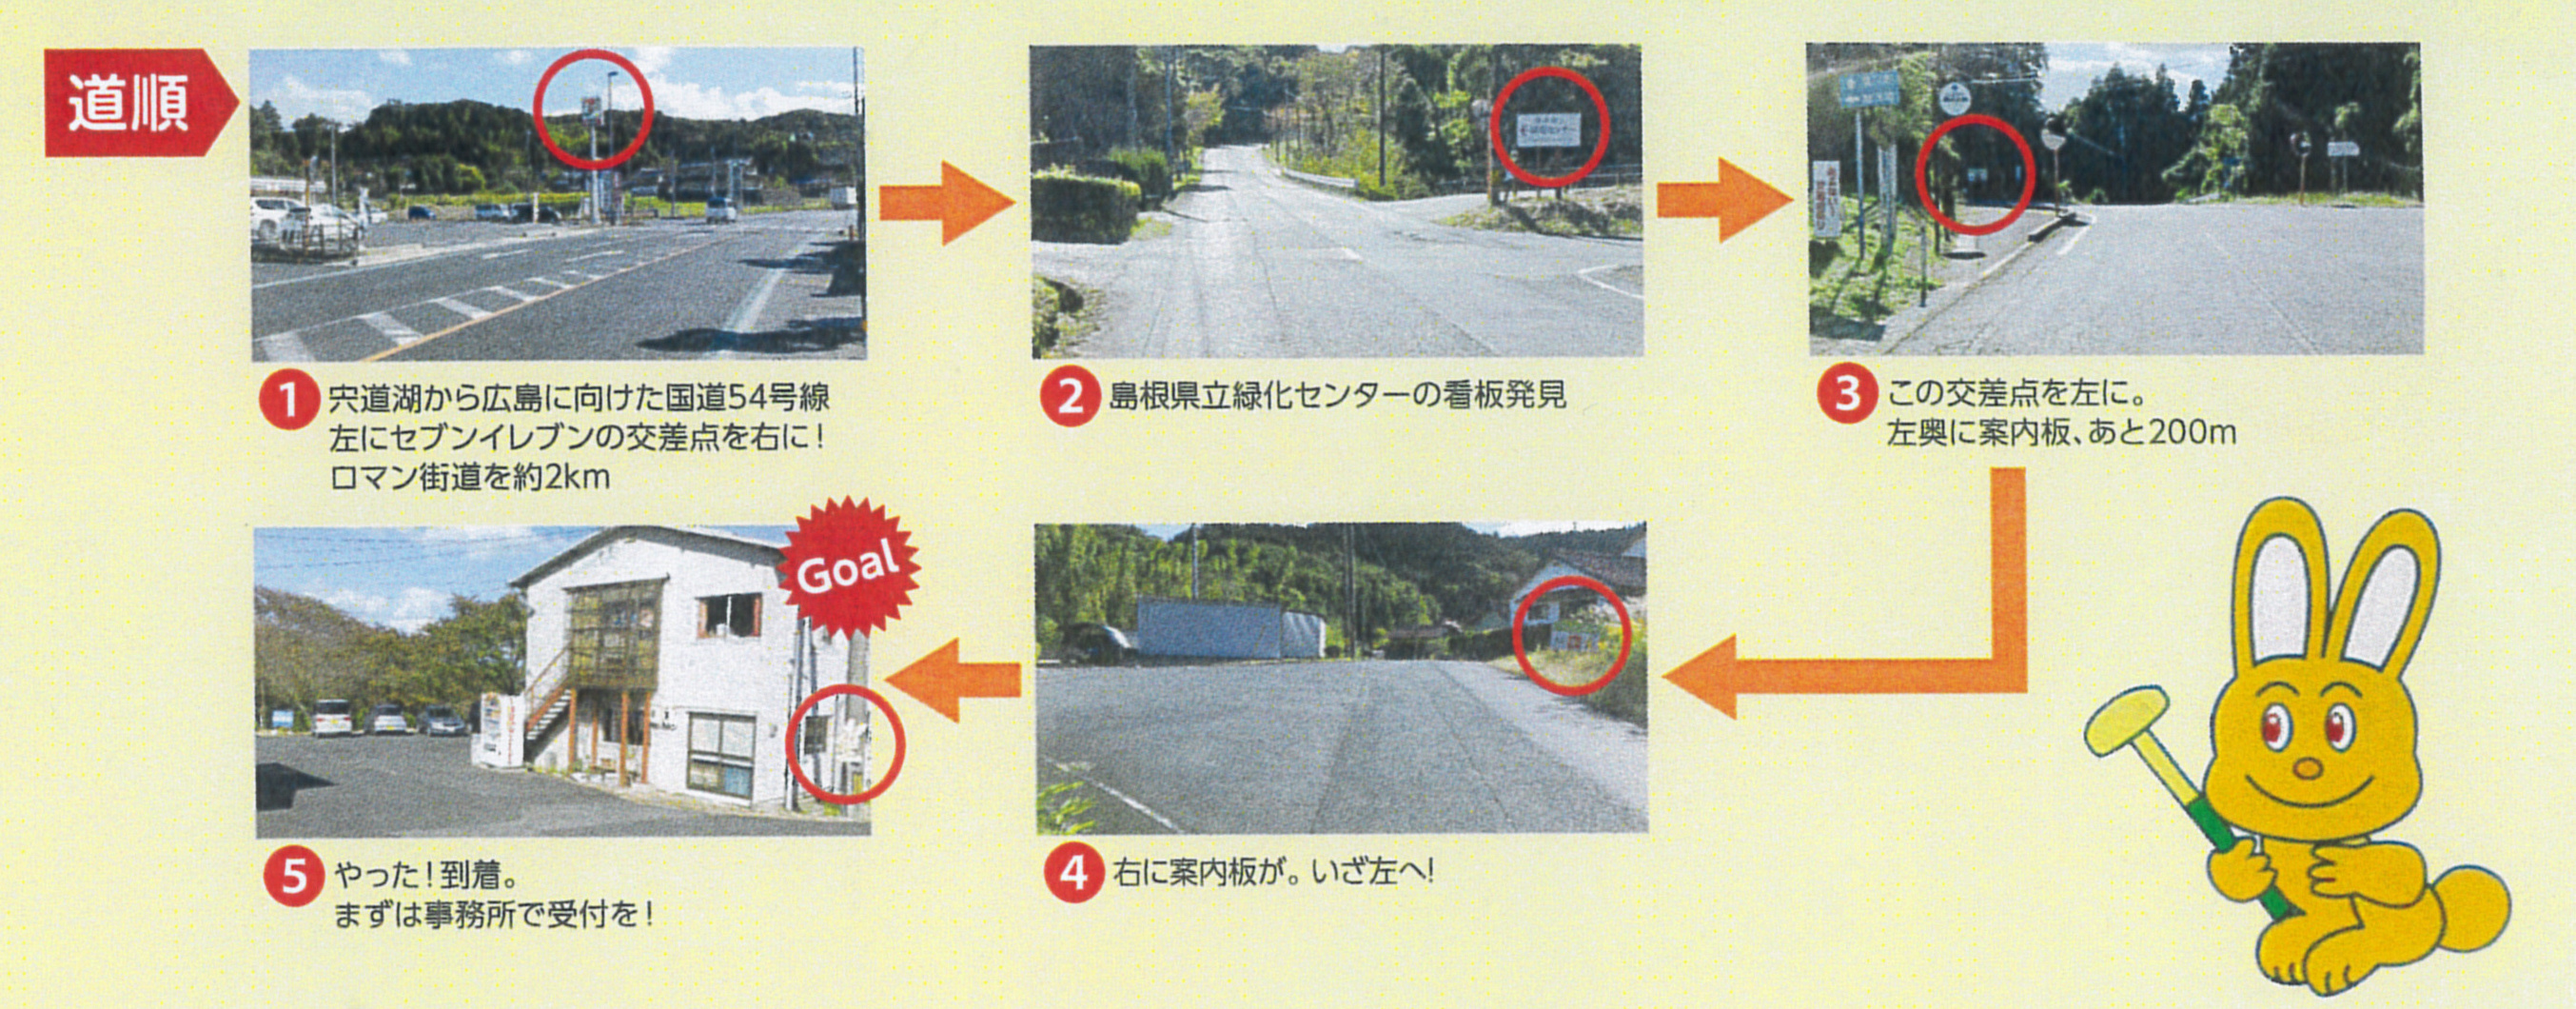 道順
1 宍道湖から広島に向けた国道54号線
左にセブンイレブンの交差点を右に！
ロマン街道を約2km
2 島根県立緑化センターの看板発見
3 この交差点を左に。
左奥に案内板、あと200m
4 右に案内板が。いざ左へ！
Goal
5 やった！到着。
まずは事務所で受付を！